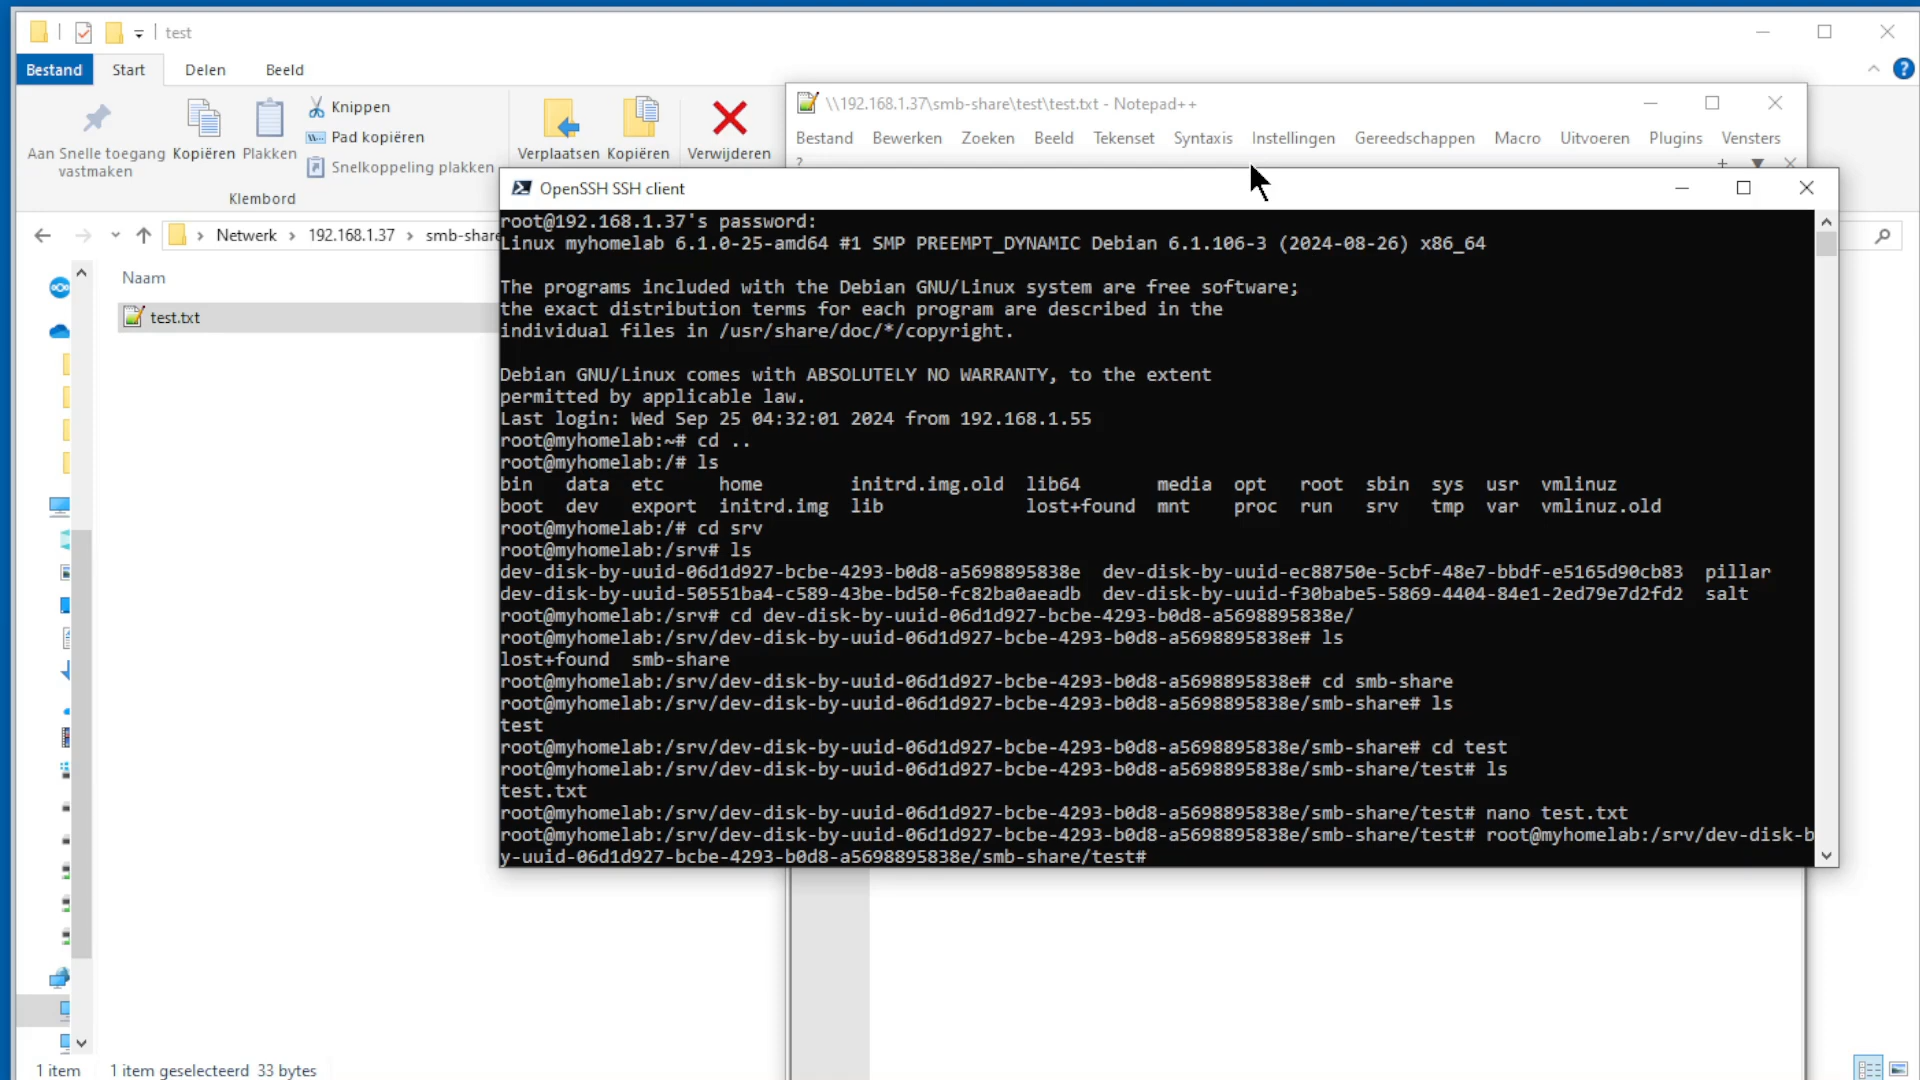 test
Bestand Start Delen Beeld
Aan Snelle toegang vastmaken
Kopiëren
Plakken
Knippen
Pad kopiëren
Snelkoppeling plakken
Klembord
Verplaatsen
Kopiëren
Verwijderen
\\192.168.1.37\smb-share\test\test.txt - Notepad++
Bestand Bewerken Zoeken Beeld Tekenset Syntaxis Instellingen Gereedschappen Macro Uitvoeren Plugins Vensters
?
Netwerk > 192.168.1.37 > smb-share
Naam
test.txt
OpenSSH SSH client
root@192.168.1.37's password:
Linux myhomelab 6.1.0-25-amd64 #1 SMP PREEMPT_DYNAMIC Debian 6.1.106-3 (2024-08-26) x86_64
The programs included with the Debian GNU/Linux system are free software;
the exact distribution terms for each program are described in the
individual files in /usr/share/doc/*/copyright.
Debian GNU/Linux comes with ABSOLUTELY NO WARRANTY, to the extent
permitted by applicable law.
Last login: Wed Sep 25 04:32:01 2024 from 192.168.1.55
root@myhomelab:~# cd ..
root@myhomelab:/# ls
bin data etc home initrd.img.old lib64 media opt root sbin sys usr vmlinuz
boot dev export initrd.img lib lost+found mnt proc run srv tmp var vmlinuz.old
root@myhomelab:/# cd srv
root@myhomelab:/srv# ls
dev-disk-by-uuid-06d1d927-bcbe-4293-b0d8-a5698895838e dev-disk-by-uuid-ec88750e-5cbf-48e7-bbdf-e5165d90cb83 pillar
dev-disk-by-uuid-50551ba4-c589-43be-bd50-fc82ba0aeadb dev-disk-by-uuid-f30babe5-5869-4404-84e1-2ed79e7d2fd2 salt
root@myhomelab:/srv# cd dev-disk-by-uuid-06d1d927-bcbe-4293-b0d8-a5698895838e/
root@myhomelab:/srv/dev-disk-by-uuid-06d1d927-bcbe-4293-b0d8-a5698895838e# ls
lost+found smb-share
root@myhomelab:/srv/dev-disk-by-uuid-06d1d927-bcbe-4293-b0d8-a5698895838e# cd smb-share
root@myhomelab:/srv/dev-disk-by-uuid-06d1d927-bcbe-4293-b0d8-a5698895838e/smb-share# ls
test
root@myhomelab:/srv/dev-disk-by-uuid-06d1d927-bcbe-4293-b0d8-a5698895838e/smb-share# cd test
root@myhomelab:/srv/dev-disk-by-uuid-06d1d927-bcbe-4293-b0d8-a5698895838e/smb-share/test# ls
test.txt
root@myhomelab:/srv/dev-disk-by-uuid-06d1d927-bcbe-4293-b0d8-a5698895838e/smb-share/test# nano test.txt
root@myhomelab:/srv/dev-disk-by-uuid-06d1d927-bcbe-4293-b0d8-a5698895838e/smb-share/test# root@myhomelab:/srv/dev-disk-b
y-uuid-06d1d927-bcbe-4293-b0d8-a5698895838e/smb-share/test#
1 item 1 item geselecteerd 33 bytes